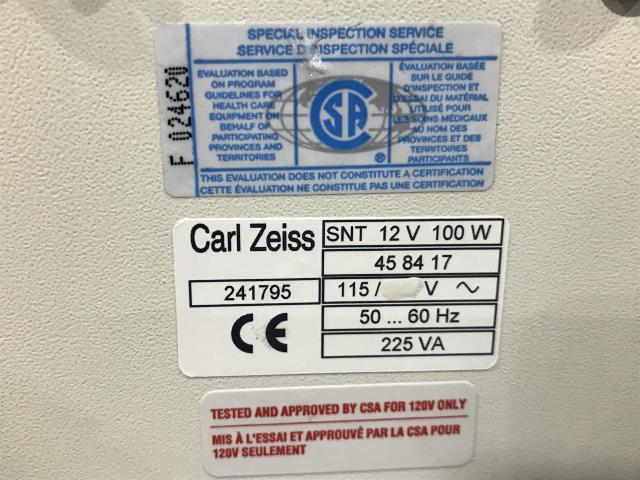 SPECIAL INSPECTION SERVICE
SERVICE D'INSPECTION SPÉCIALE
F 024620
EVALUATION BASED
ON PROGRAM
GUIDELINES FOR
HEALTH CARE
EQUIPMENT ON
BEHALF OF
PARTICIPATING
PROVINCES AND
TERRITORIES
CSA
®
ÉVALUATION BASÉE
SUR LE GUIDE
D'INSPECTION ET
D'ESSAI DU MATÉRIAL
UTILISÉ POUR
LES SOINS MÉDICAUX
AU NOM DES
PROVINCES ET DES
TERRITOIRES
PARTICIPANTS
THIS EVALUATION DOES NOT CONSTITUTE A CERTIFICATION
CETTE ÉVALUATION NE CONSTITUE PAS UNE CERTIFICATION
Carl Zeiss
241795
CE
SNT 12 V 100 W
45 84 17
115 / V ~
50 ... 60 Hz
225 VA
TESTED AND APPROVED BY CSA FOR 120V ONLY
MIS À L'ESSAI ET APPROUVÉ PAR LA CSA POUR
120V SEULEMENT